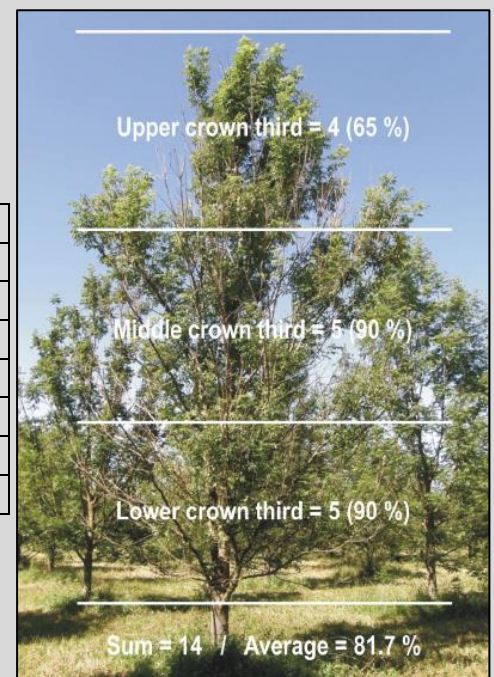 Upper crown third = 4 (65 %)
Middle crown third = 5 (90 %)
Lower crown third = 5 (90 %)
Sum = 14 / Average = 81.7 %